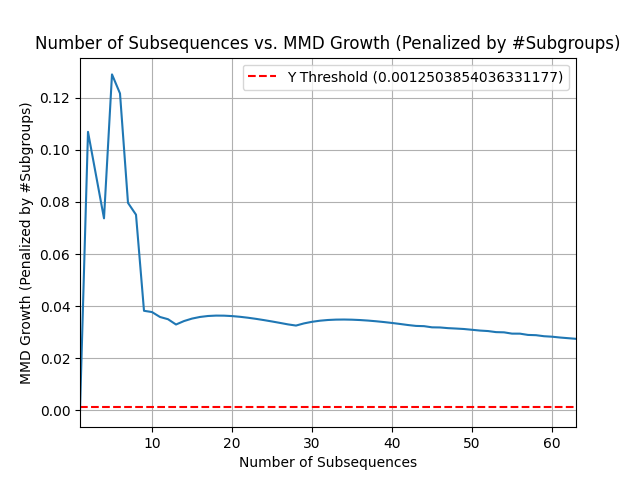 Number of Subsequences vs. MMD Growth (Penalized by #Subgroups)
Y Threshold (0.0012503854036331177)
MMD Growth (Penalized by #Subgroups)
0.12
0.10
0.08
0.06
0.04
0.02
0.00
10 20 30 40 50 60
Number of Subsequences